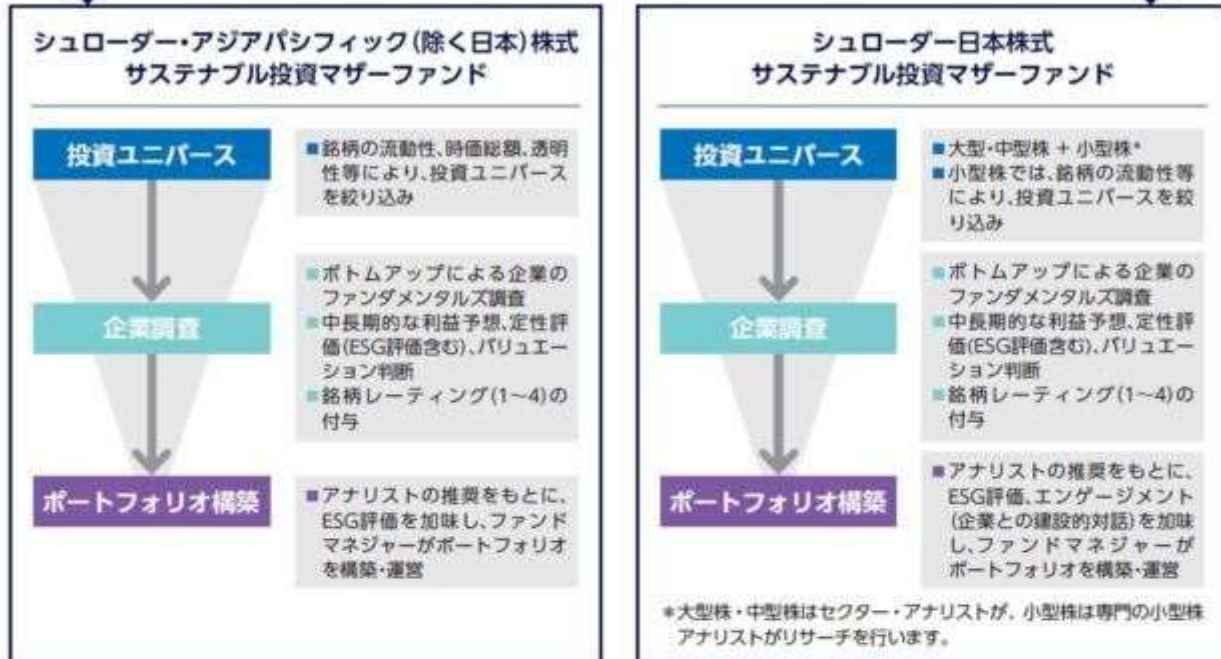 シュローダー・アジアパシフィック(除く日本)株式
サステナブル投資マザーファンド
投資ユニバース
■銘柄の流動性、時価総額、透明
性等により、投資ユニバース
を絞り込み
企業調査
■ボトムアップによる企業の
ファンダメンタルズ調査
■中長期的な利益予想、定性評
価(ESG評価含む)、バリュエー
ション判断
■銘柄レーティング(1~4)の
付与
ポートフォリオ構築
■アナリストの推奨をもとに、
ESG評価を加味し、ファンド
マネジャーがポートフォリオ
を構築・運営
シュローダー日本株式
サステナブル投資マザーファンド
投資ユニバース
■大型・中型株 + 小型株*
■小型株では、銘柄の流動性等
により、投資ユニバースを絞
り込み
企業調査
■ボトムアップによる企業の
ファンダメンタルズ調査
■中長期的な利益予想、定性評
価(ESG評価含む)、バリュエー
ション判断
■銘柄レーティング(1~4)の
付与
ポートフォリオ構築
■アナリストの推奨をもとに、
ESG評価、エンゲージメント
(企業との建設的対話)を加味
し、ファンドマネジャーが
ポートフォリオを構築・運営
*大型株・中型株はセクター・アナリストが、小型株は専門の小型株
アナリストがリサーチを行います。